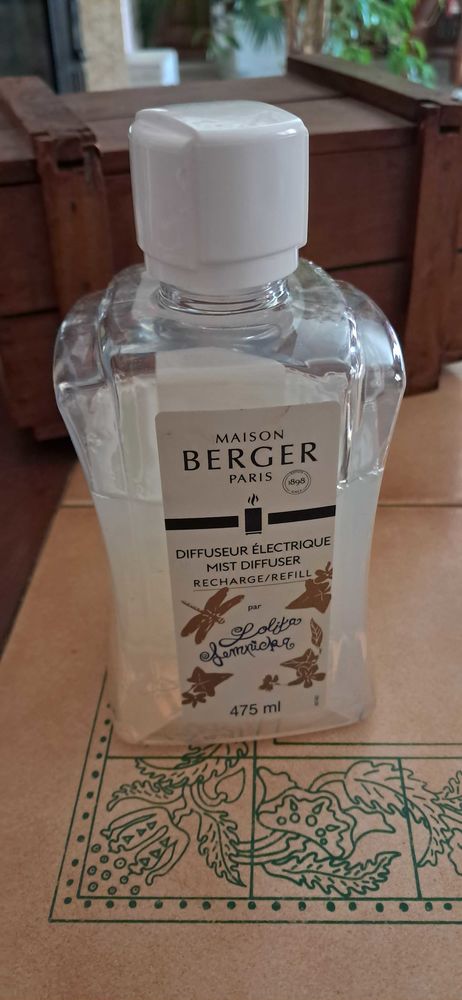 MAISON
BERGER
PARIS
1898
DIFFUSEUR ÉLECTRIQUE
MIST DIFFUSER
RECHARGE/REFILL
par
Lolita
Lempicka
475 ml